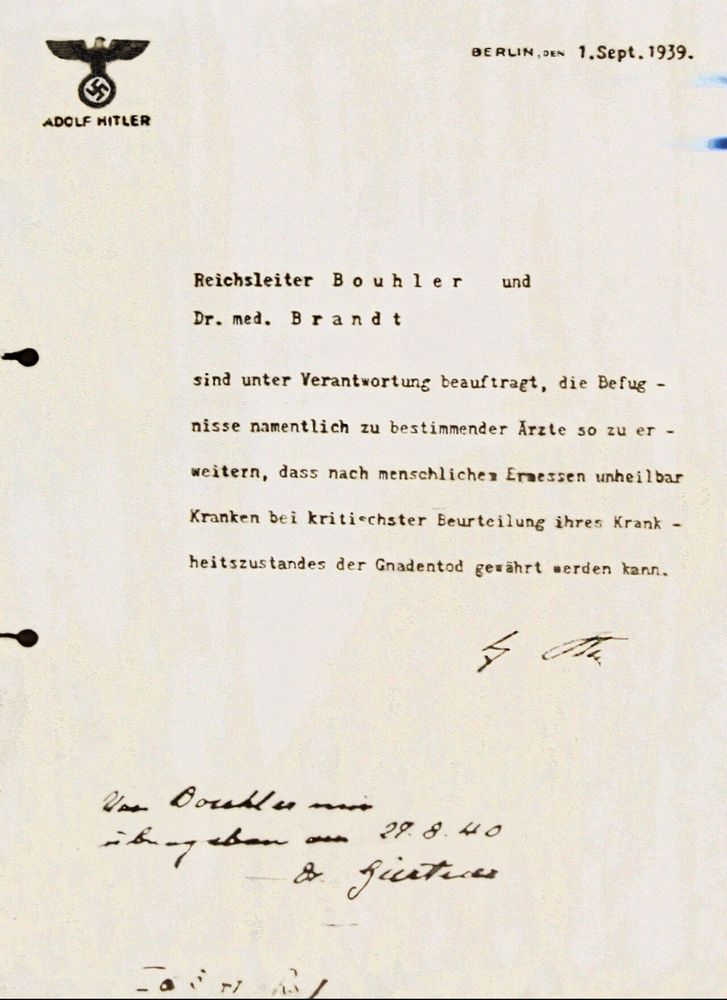 BERLIN, DEN 1.Sept.1939.
ADOLF HITLER
Reichsleiter Bouhler und
Dr. med. Brandt
sind unter Verantwortung beauftragt, die Befug -
nisse namentlich zu bestimmender Ärzte so zu er -
weitern, dass nach menschlichem Ermessen unheilbar
Kranken bei kritischster Beurteilung ihres Krank -
heitszustandes der Gnadentod gewährt werden kann.
Von Bouhler mir
übergeben am 27.8.40
Dr Gürtner